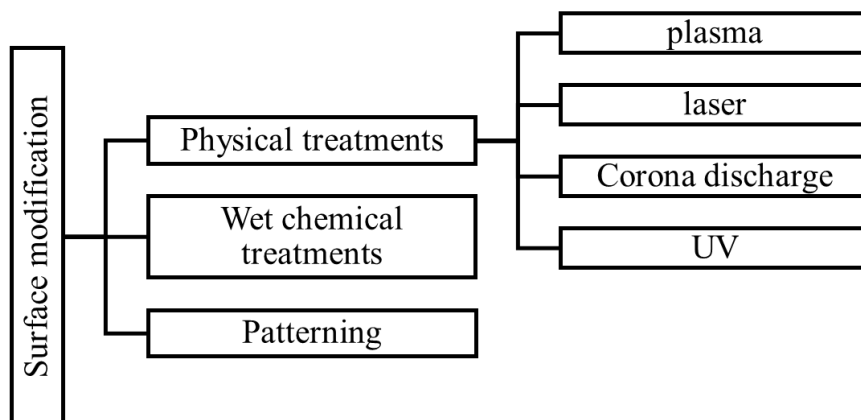 Surface modification
Physical treatments
Wet chemical
treatments
Patterning
plasma
laser
Corona discharge
UV